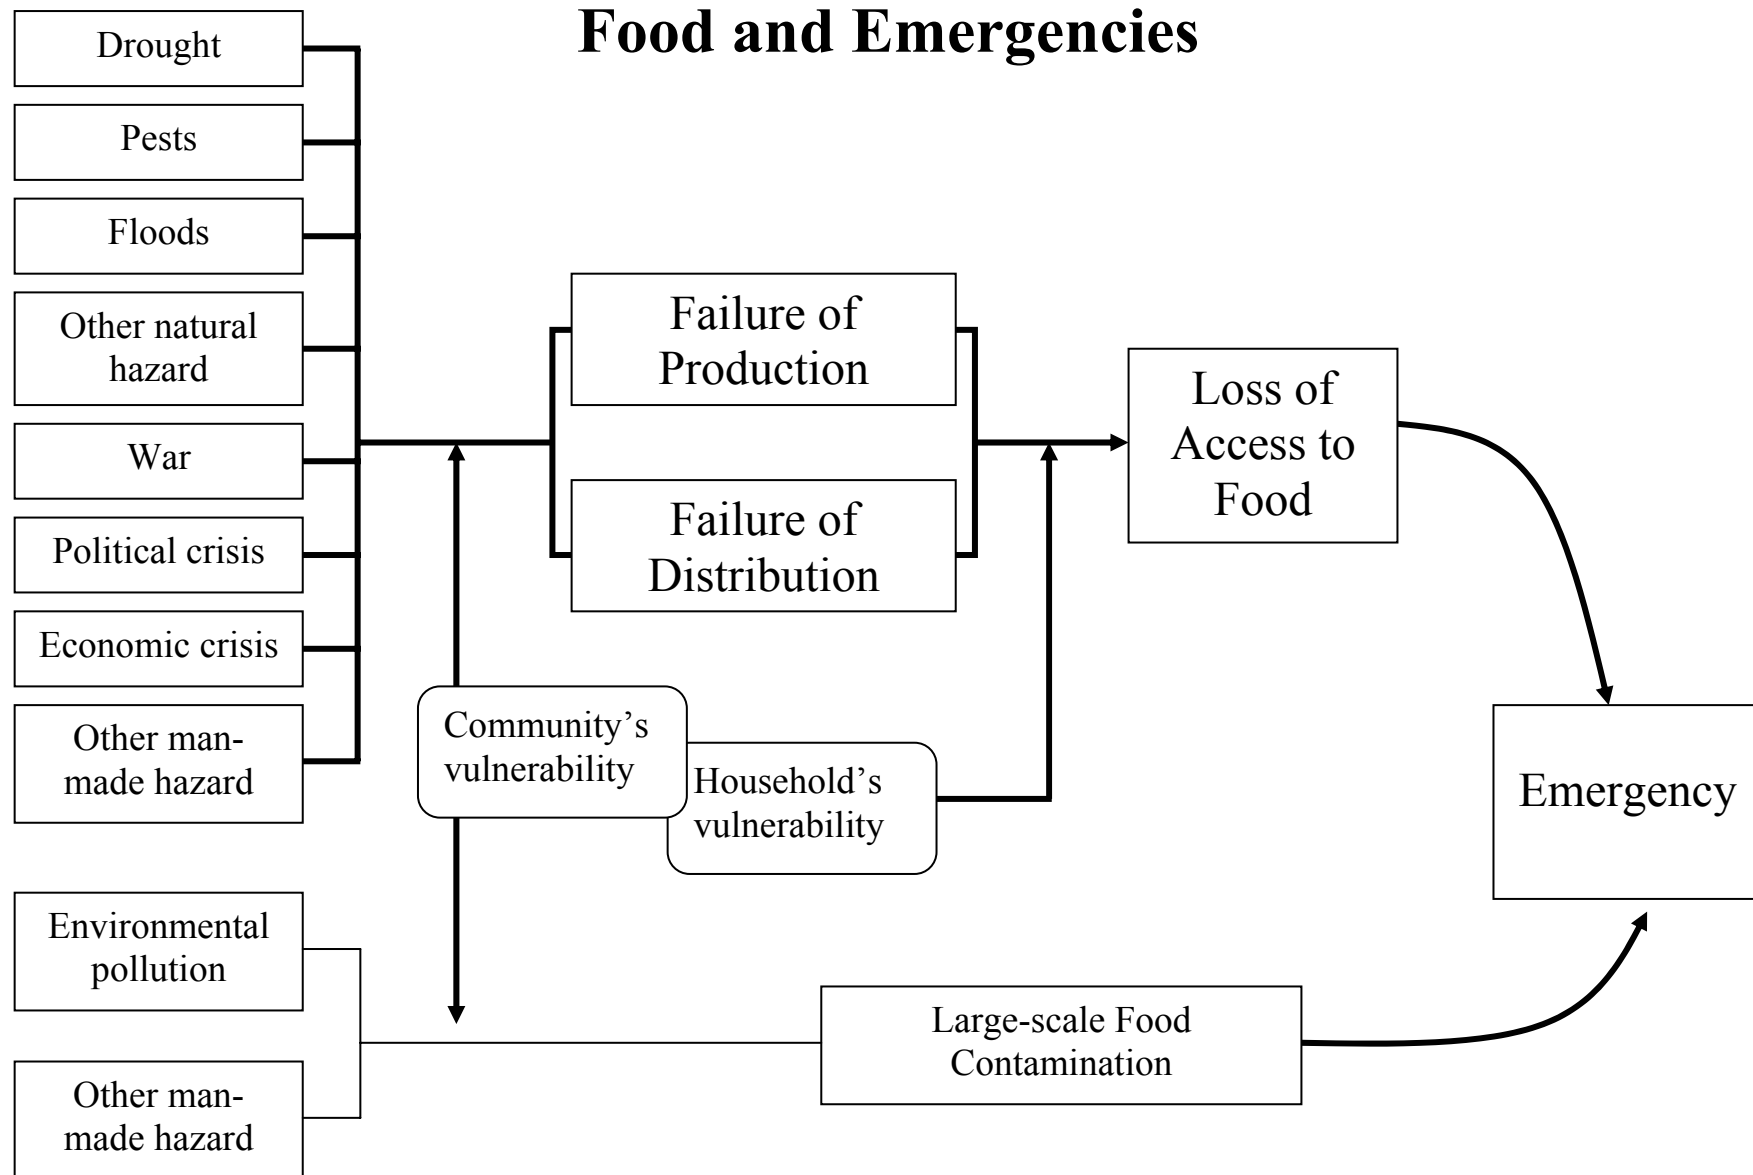 Food and Emergencies
Drought
Pests
Floods
Other natural
hazard
War
Political crisis
Economic crisis
Other man-
made hazard
Environmental
pollution
Other man-
made hazard
Failure of
Production
Failure of
Distribution
Community’s
vulnerability
Household’s
vulnerability
Loss of
Access to
Food
Large-scale Food
Contamination
Emergency